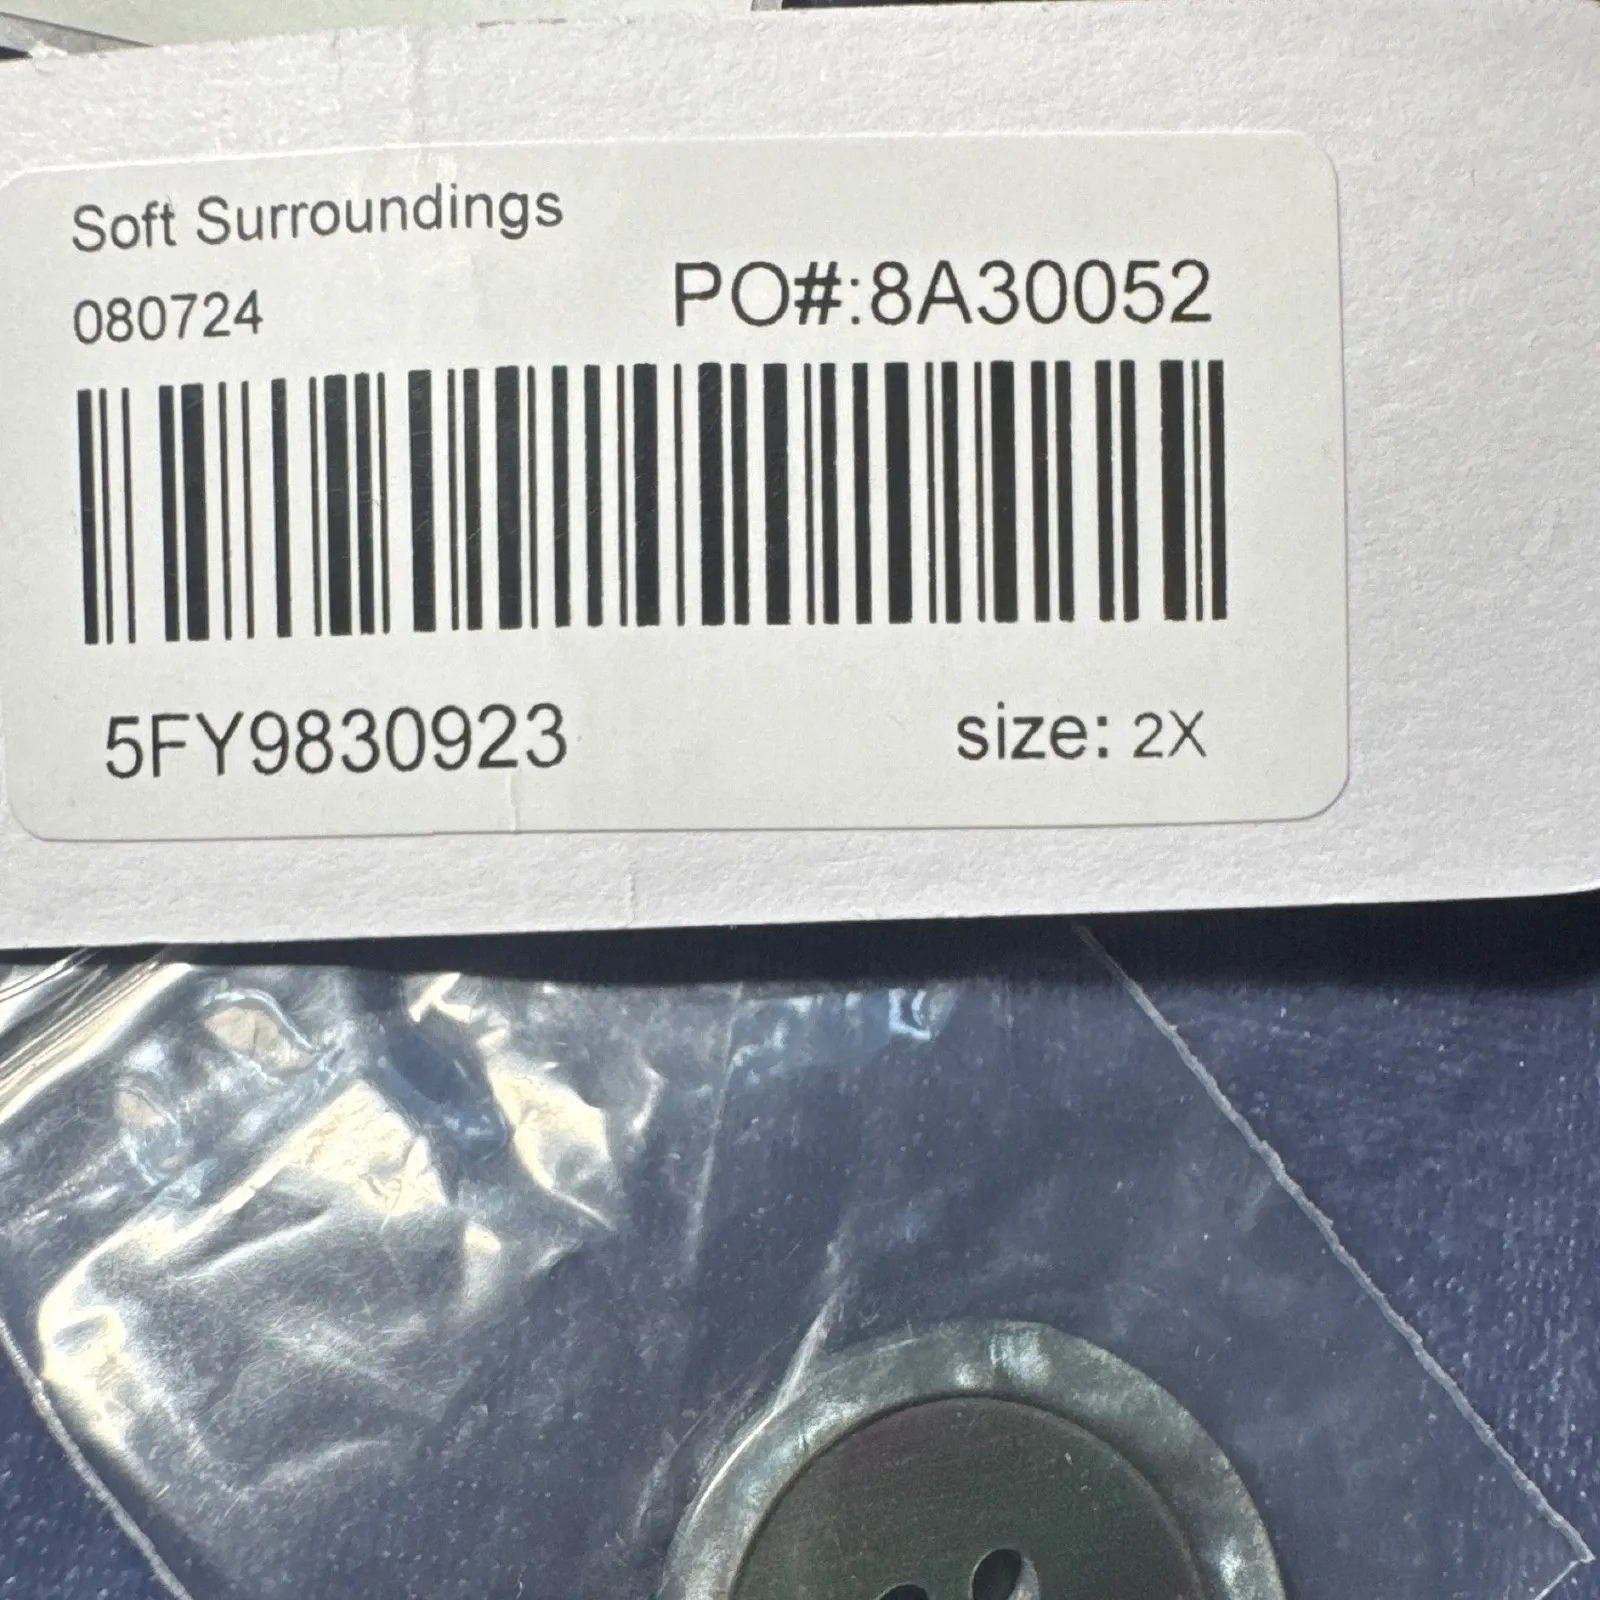 Soft Surroundings
080724
PO#:8A30052
5FY9830923
size: 2X